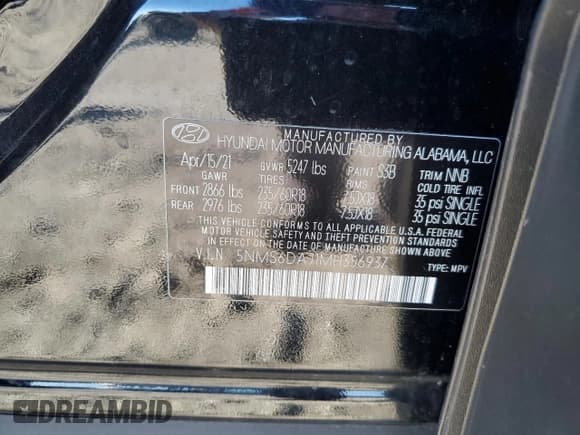 MANUFACTURED BY
HYUNDAI MOTOR MANUFACTURING ALABAMA, LLC
Apr/15/21 GVWR 5247 lbs PAINT S3B TRIM NNB
GAWR TIRES RIMS COLD TIRE INFL.
FRONT 2866 lbs 235/60R18 7.5JX18 35 psi SINGLE
REAR 2976 lbs 235/60R18 7.5JX18 35 psi SINGLE
THIS VEHICLE CONFORMS TO ALL APPLICABLE U.S.A. FEDERAL
MOTOR VEHICLE SAFETY, BUMPER, AND THEFT PREVENTION
STANDARDS IN EFFECT ON THE DATE OF MANUFACTURE SHOWN ABOVE.
V.I.N 5NMS6DAJ1MH356937 TYPE: MPV
DREAMBID